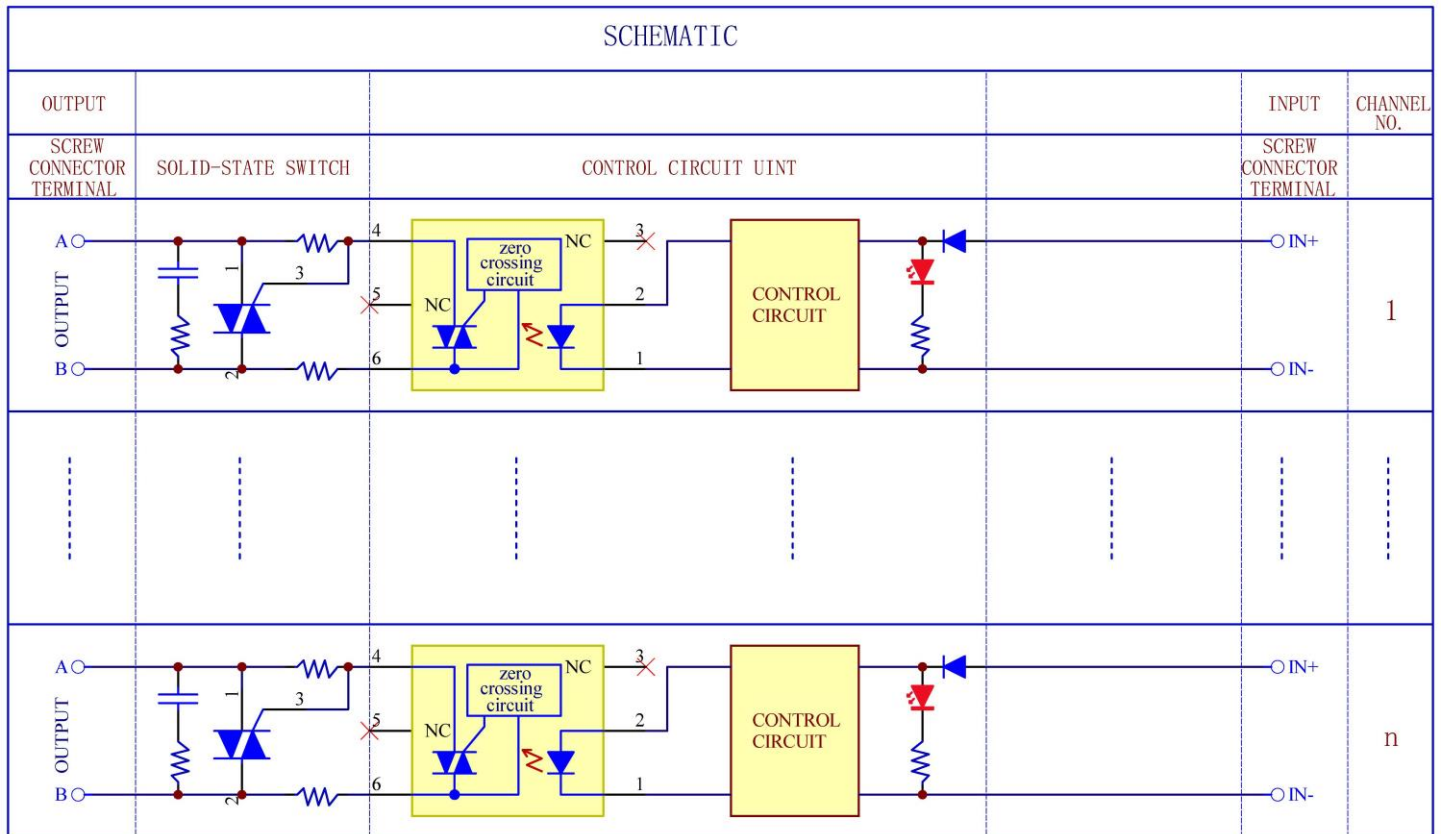 SCHEMATIC
OUTPUT
INPUT
CHANNEL
NO.
SCREW
CONNECTOR
TERMINAL
SOLID-STATE SWITCH
CONTROL CIRCUIT UINT
SCREW
CONNECTOR
TERMINAL
A
OUTPUT
B
1
3
2
4
5
6
NC
zero
crossing
circuit
NC
3
2
1
CONTROL
CIRCUIT
IN+
IN-
1
A
OUTPUT
B
1
3
2
4
5
6
NC
zero
crossing
circuit
NC
3
2
1
CONTROL
CIRCUIT
IN+
IN-
n